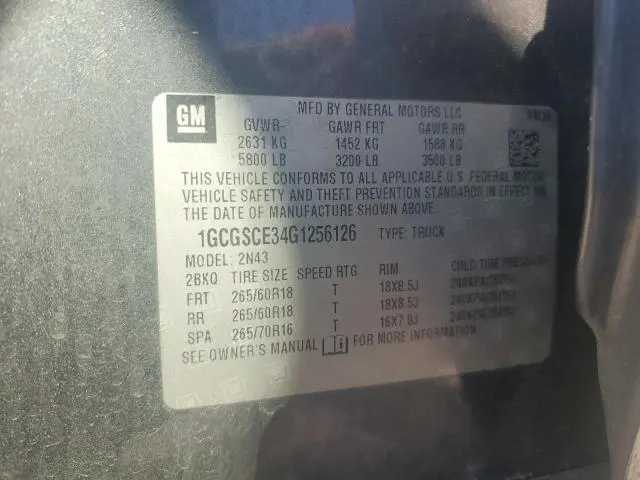 GM
MFD BY GENERAL MOTORS LLC
GVWR GAWR FRT GAWR RR
2631 KG 1452 KG 1588 KG
5800 LB 3200 LB 3500 LB
THIS VEHICLE CONFORMS TO ALL APPLICABLE U.S. FEDERAL MOTOR
VEHICLE SAFETY AND THEFT PREVENTION STANDARDS IN EFFECT ON
THE DATE OF MANUFACTURE SHOWN ABOVE.
1GCGSCE34G1256126 TYPE: TRUCK
MODEL: 2N43
2BKQ TIRE SIZE SPEED RTG RIM COLD TIRE PRESSURE
FRT 265/60R18 T 18X8.5J
RR 265/60R18 T 18X8.5J
SPA 265/70R16 T 16X7.0J
SEE OWNER'S MANUAL FOR MORE INFORMATION